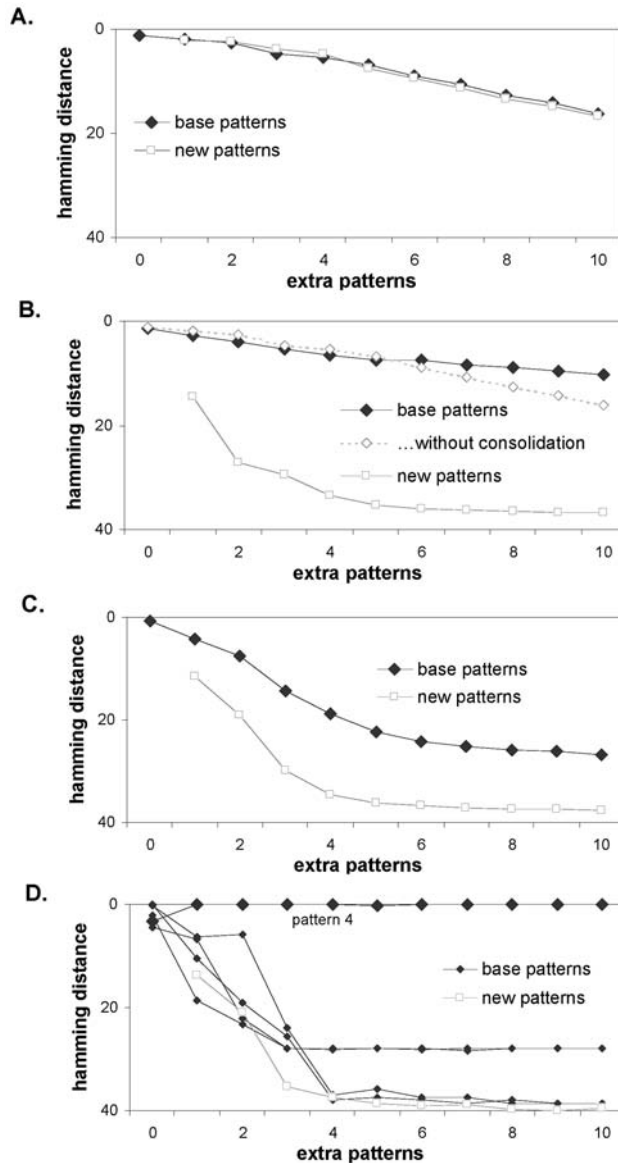 A.
0
20
40
hamming distance
base patterns
new patterns
0 2 4 6 8 10
extra patterns
B.
0
20
40
hamming distance
base patterns
...without consolidation
new patterns
0 2 4 6 8 10
extra patterns
C.
0
20
40
hamming distance
base patterns
new patterns
0 2 4 6 8 10
extra patterns
D.
0
20
40
hamming distance
pattern 4
base patterns
new patterns
0 2 4 6 8 10
extra patterns